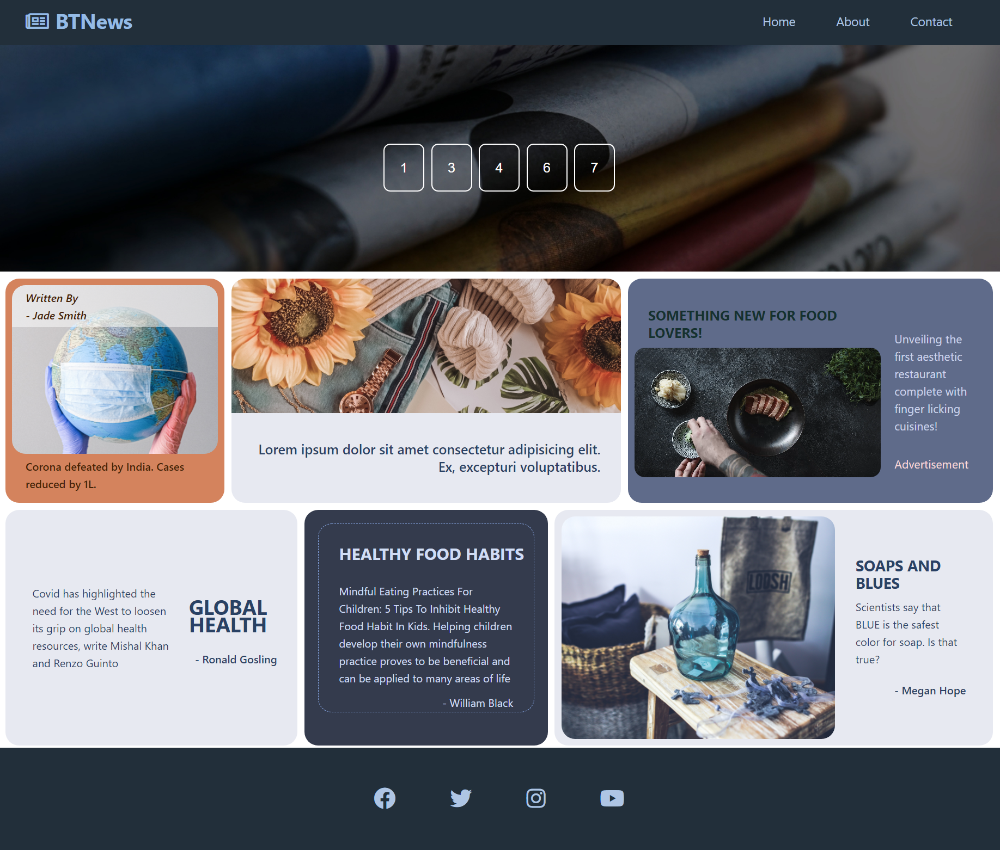 BTNews
Home
About
Contact
1
3
4
6
7
Written By
- Jade Smith
Corona defeated by India. Cases
reduced by 1L.
Lorem ipsum dolor sit amet consectetur adipisicing elit.
Ex, excepturi voluptatibus.
SOMETHING NEW FOR FOOD
LOVERS!
Unveiling the
first aesthetic
restaurant
complete with
finger licking
cuisines!
Advertisement
Covid has highlighted the
need for the West to loosen
its grip on global health
resources, write Mishal Khan
and Renzo Guinto
GLOBAL
HEALTH
- Ronald Gosling
HEALTHY FOOD HABITS
Mindful Eating Practices For
Children: 5 Tips To Inhibit Healthy
Food Habit In Kids. Helping children
develop their own mindfulness
practice proves to be beneficial and
can be applied to many areas of life
- William Black
LOOSH
SOAPS AND
BLUES
Scientists say that
BLUE is the safest
color for soap. Is that
true?
- Megan Hope